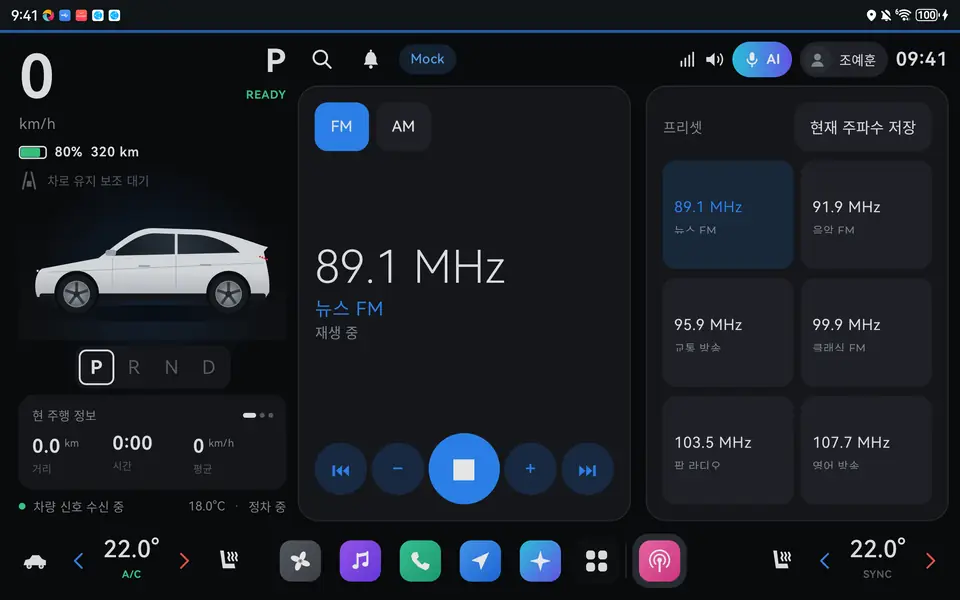 9:41
100
0
km/h
P
READY
80% 320 km
차로 유지 보조 대기
P R N D
현 주행 정보
0.0 km
거리
0:00
시간
0 km/h
평균
차량 신호 수신 중
18.0°C · 정차 중
Mock
AI
조예훈
09:41
FM
AM
89.1 MHz
뉴스 FM
재생 중
프리셋
현재 주파수 저장
89.1 MHz
뉴스 FM
91.9 MHz
음악 FM
95.9 MHz
교통 방송
99.9 MHz
클래식 FM
103.5 MHz
팝 라디오
107.7 MHz
영어 방송
22.0°
A/C
22.0°
SYNC